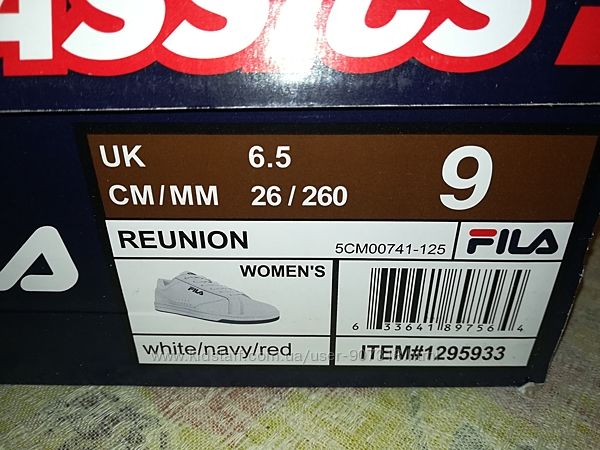 ASSICS
UK 6.5
CM/MM 26 / 260
9
REUNION
5CM00741-125
FILA
WOMEN'S
FILA
white/navy/red
6 33641 89756 4
ITEM#1295933